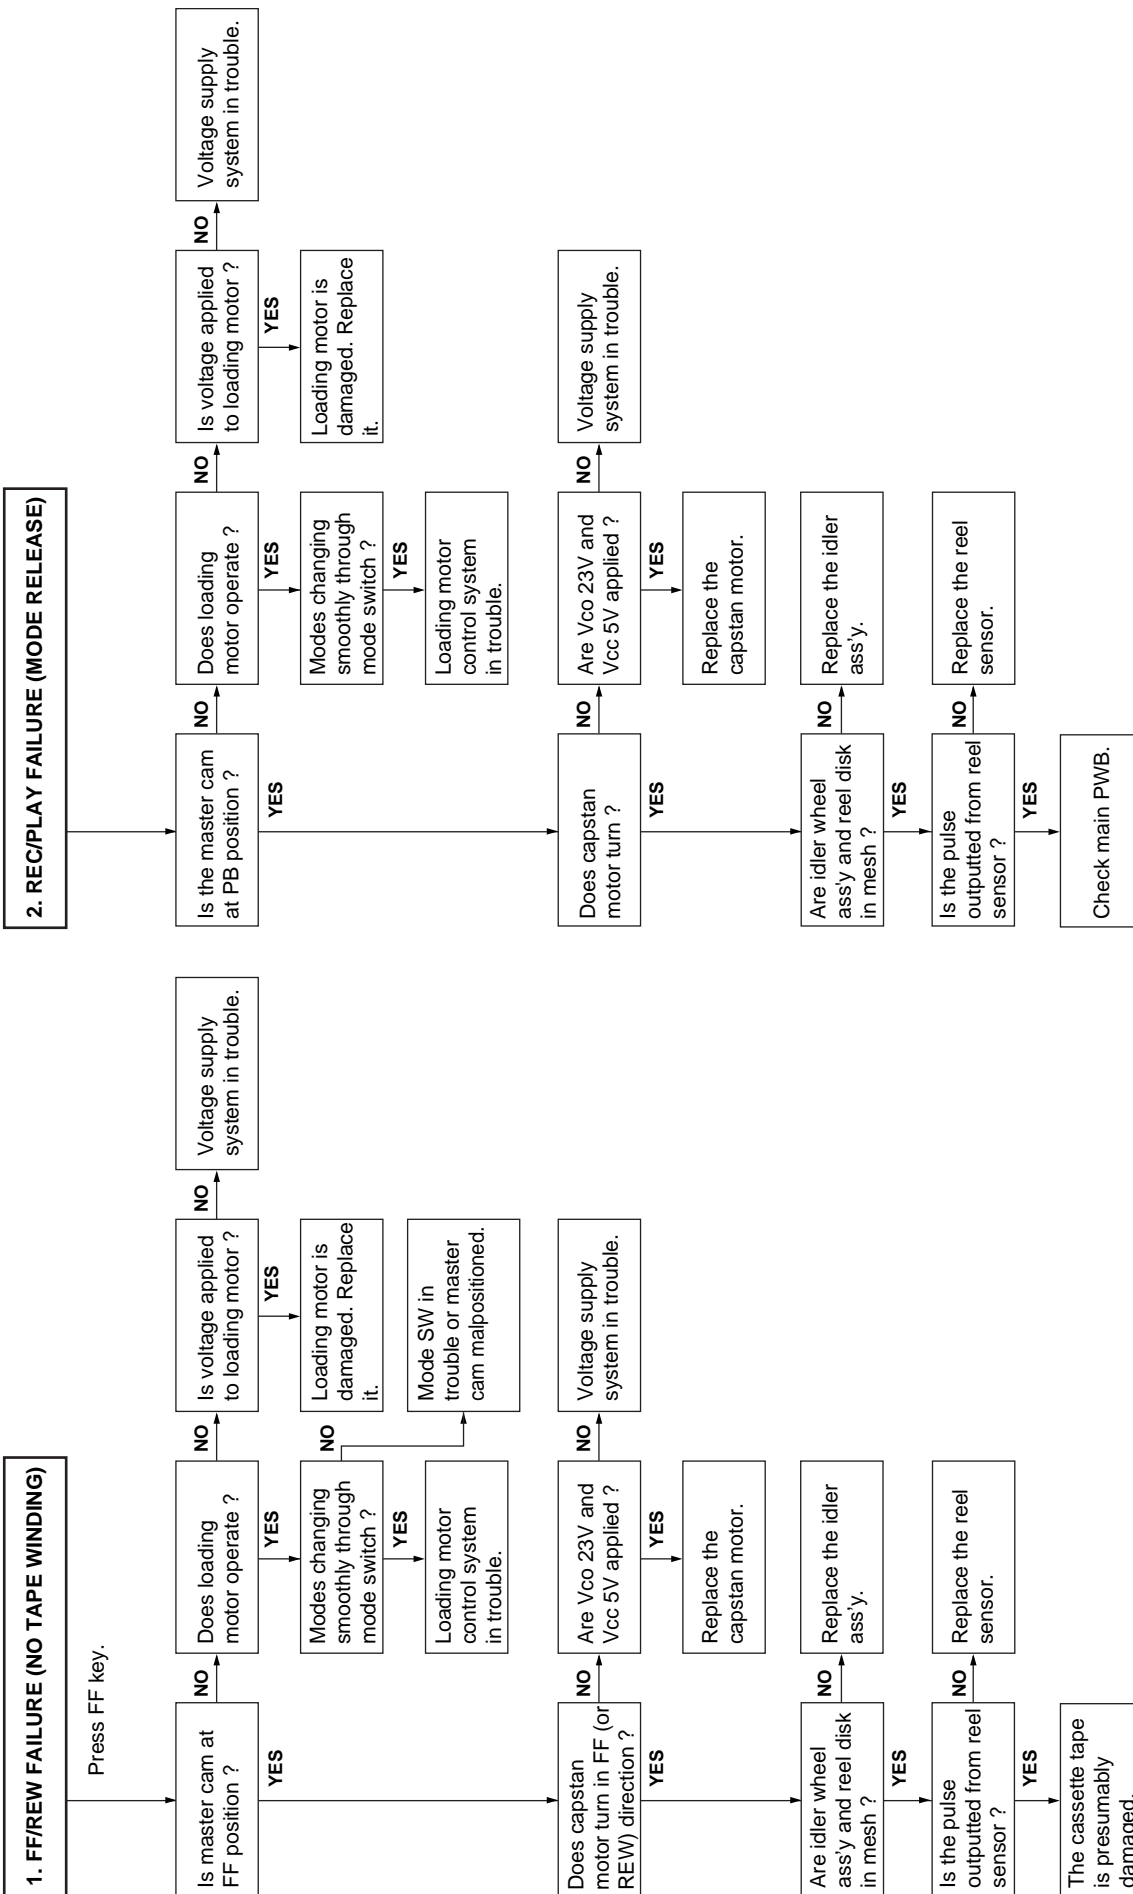 1. FF/REW FAILURE (NO TAPE WINDING)
Press FF key.
Is master cam at
FF position ?
NO
Does loading
motor operate ?
NO
Is voltage applied
to loading motor ?
NO
Voltage supply
system in trouble.
YES
YES
YES
Modes changing
smoothly through
mode switch ?
NO
Loading motor is
damaged. Replace
it.
YES
Loading motor
control system
in trouble.
Mode SW in
trouble or master
cam malpositioned.
Does capstan
motor turn in FF (or
REW) direction ?
NO
Are Vco 23V and
Vcc 5V applied ?
NO
Voltage supply
system in trouble.
YES
YES
Replace the
capstan motor.
Are idler wheel
ass'y and reel disk
in mesh ?
NO
Replace the idler
ass'y.
YES
Is the pulse
outputted from reel
sensor ?
NO
Replace the reel
sensor.
YES
The cassette tape
is presumably
damaged.
2. REC/PLAY FAILURE (MODE RELEASE)
Is the master cam
at PB position ?
NO
Does loading
motor operate ?
NO
Is voltage applied
to loading motor ?
NO
Voltage supply
system in trouble.
YES
YES
YES
Modes changing
smoothly through
mode switch ?
Loading motor is
damaged. Replace
it.
YES
Loading motor
control system
in trouble.
Does capstan
motor turn ?
NO
Are Vco 23V and
Vcc 5V applied ?
NO
Voltage supply
system in trouble.
YES
YES
Replace the
capstan motor.
Are idler wheel
ass'y and reel disk
in mesh ?
NO
Replace the idler
ass'y.
YES
Is the pulse
outputted from reel
sensor ?
NO
Replace the reel
sensor.
YES
Check main PWB.